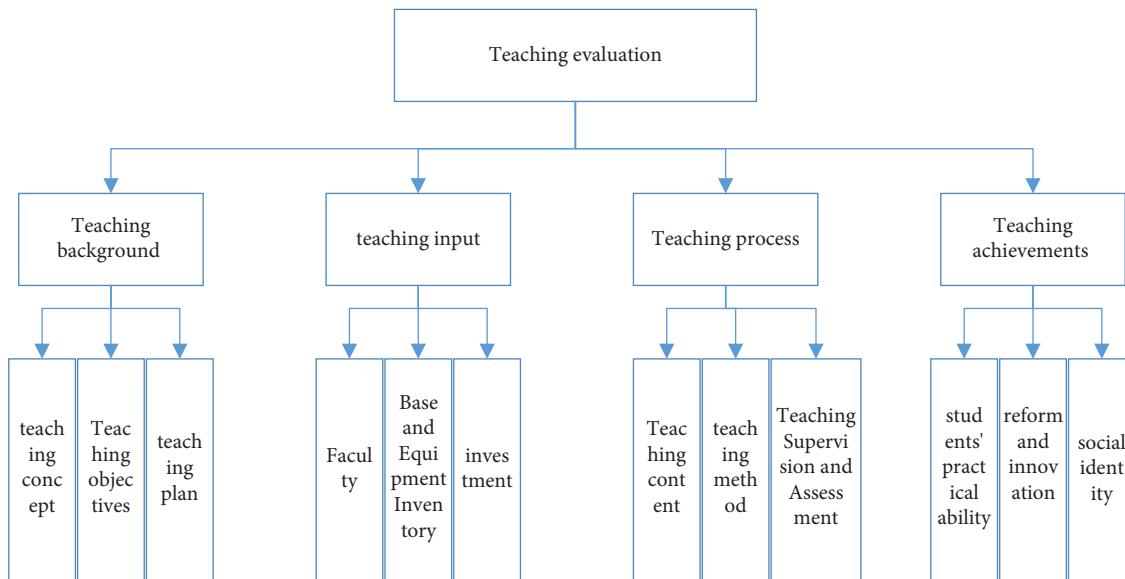 Teaching evaluation
Teaching
background
teaching input
Teaching process
Teaching
achievements
teach
ing conc
ept
Teac
hing objec
tives
teach
ing plan
Facul
ty
Base
and
Equi
pment
Inven
tory
inves
tment
Teac
hing cont
ent
teach
ing meth
od
Teaching
Supervi
sion and
Assess
ment
stud
ents'
pract
ical
ability
reform
and
innov
ation
social
ident
ity